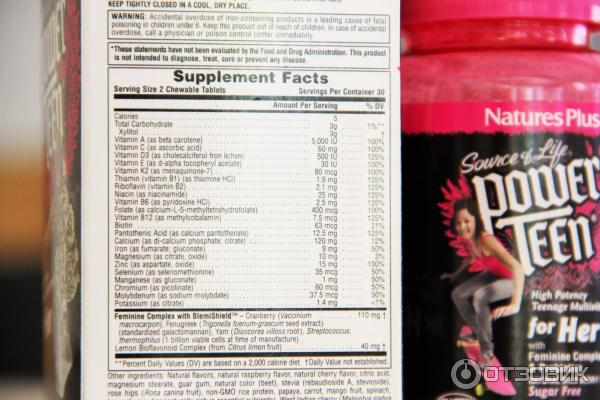 KEEP TIGHTLY CLOSED IN A COOL, DRY PLACE.
WARNING: Accidental overdose of iron-containing products is a leading cause of fatal
poisoning in children under 6. Keep this product out of reach of children. In case of accidental
overdose, call a physician or poison control center immediately.
*These statements have not been evaluated by the Food and Drug Administration. This product
is not intended to diagnose, treat, cure or prevent any disease.
Supplement Facts
Serving Size 2 Chewable Tablets Servings Per Container 30
Amount Per Serving % DV
Calories 5
Total Carbohydrate 3g 1%**
Xylitol 3g †
Vitamin A (as beta carotene) 5,000 IU 100%
Vitamin C (as ascorbic acid) 60 mg 100%
Vitamin D3 (as cholecalciferol from lichen) 500 IU 125%
Vitamin E (as d-alpha tocopheryl acetate) 30 IU 100%
Vitamin K2 (as menaquinone-7) 80 mcg 100%
Thiamin (vitamin B1) (as thiamine HCl) 1.9 mg 125%
Riboflavin (vitamin B2) 2.1 mg 125%
Niacin (as niacinamide) 25 mg 125%
Vitamin B6 (as pyridoxine HCl) 2.5 mg 125%
Folate (as calcium-L-5-methyltetrahydrofolate) 400 mcg 100%
Vitamin B12 (as methylcobalamin) 7.5 mcg 125%
Biotin 63 mcg 21%
Pantothenic Acid (as calcium pantothenate) 12.5 mg 125%
Calcium (as di-calcium phosphate; citrate) 120 mg 12%
Iron (as fumarate; gluconate) 9 mg 50%
Magnesium (as citrate, oxide) 10 mg 3%
Zinc (as aspartate, oxide) 15 mg 100%
Selenium (as selenomethionine) 35 mcg 50%
Manganese (as gluconate) 1 mg 50%
Chromium (as picolinate) 60 mcg 50%
Molybdenum (as sodium molybdate) 37.5 mcg 50%
Potassium (as citrate) 1.4 mg <1%
Feminine Complex with BlemiShield™ – Cranberry (Vaccinium 110 mg †
macrocarpon), Fenugreek (Trigonella foenum-graecum seed extract)
(standardized galactomannan), Yam (Dioscorea villosa root), Streptococcus,
thermophilus (1 billion viable cells at time of manufacture)
Lemon Bioflavonoid Complex (from Citrus limon fruit) 40 mg †
**Percent Daily Values (DV) are based on a 2,000 calorie diet. †Daily Value not established.
Other ingredients: Natural flavors, natural raspberry flavor, natural cherry flavor, citric acid,
magnesium stearate, guar gum, natural color (beet), stevia (rebaudioside A, stevioside),
rose hips (Rosa canina fruit), non-GMO rice protein, papaya, carrot, mango fruit, spinach,
West Indian cherry (Malpighia glabra
NaturesPlus
Source of Life
POWER
TEEN®
High Potency
Teenage
for Her
with
Feminine Complex
Sugar Free
ОТЗОВИК